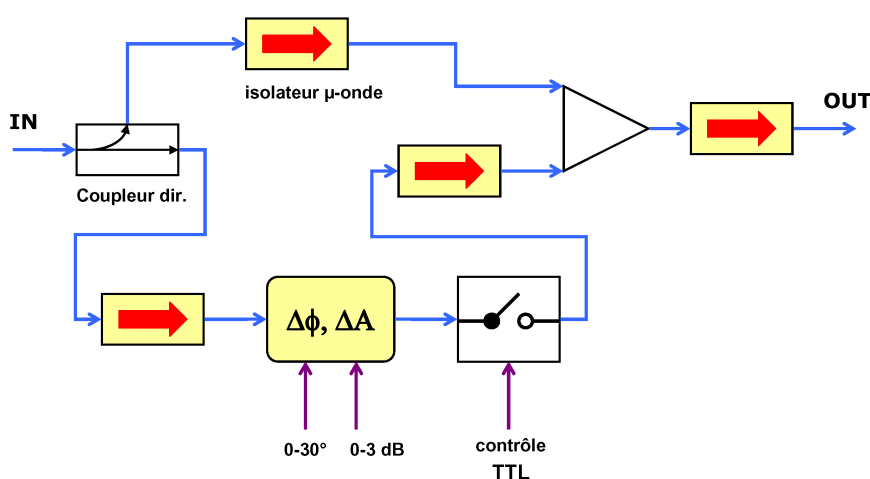 isolateur µ-onde
OUT
IN
Coupleur dir.
Δϕ, ΔA
0-30°
0-3 dB
contrôle
TTL